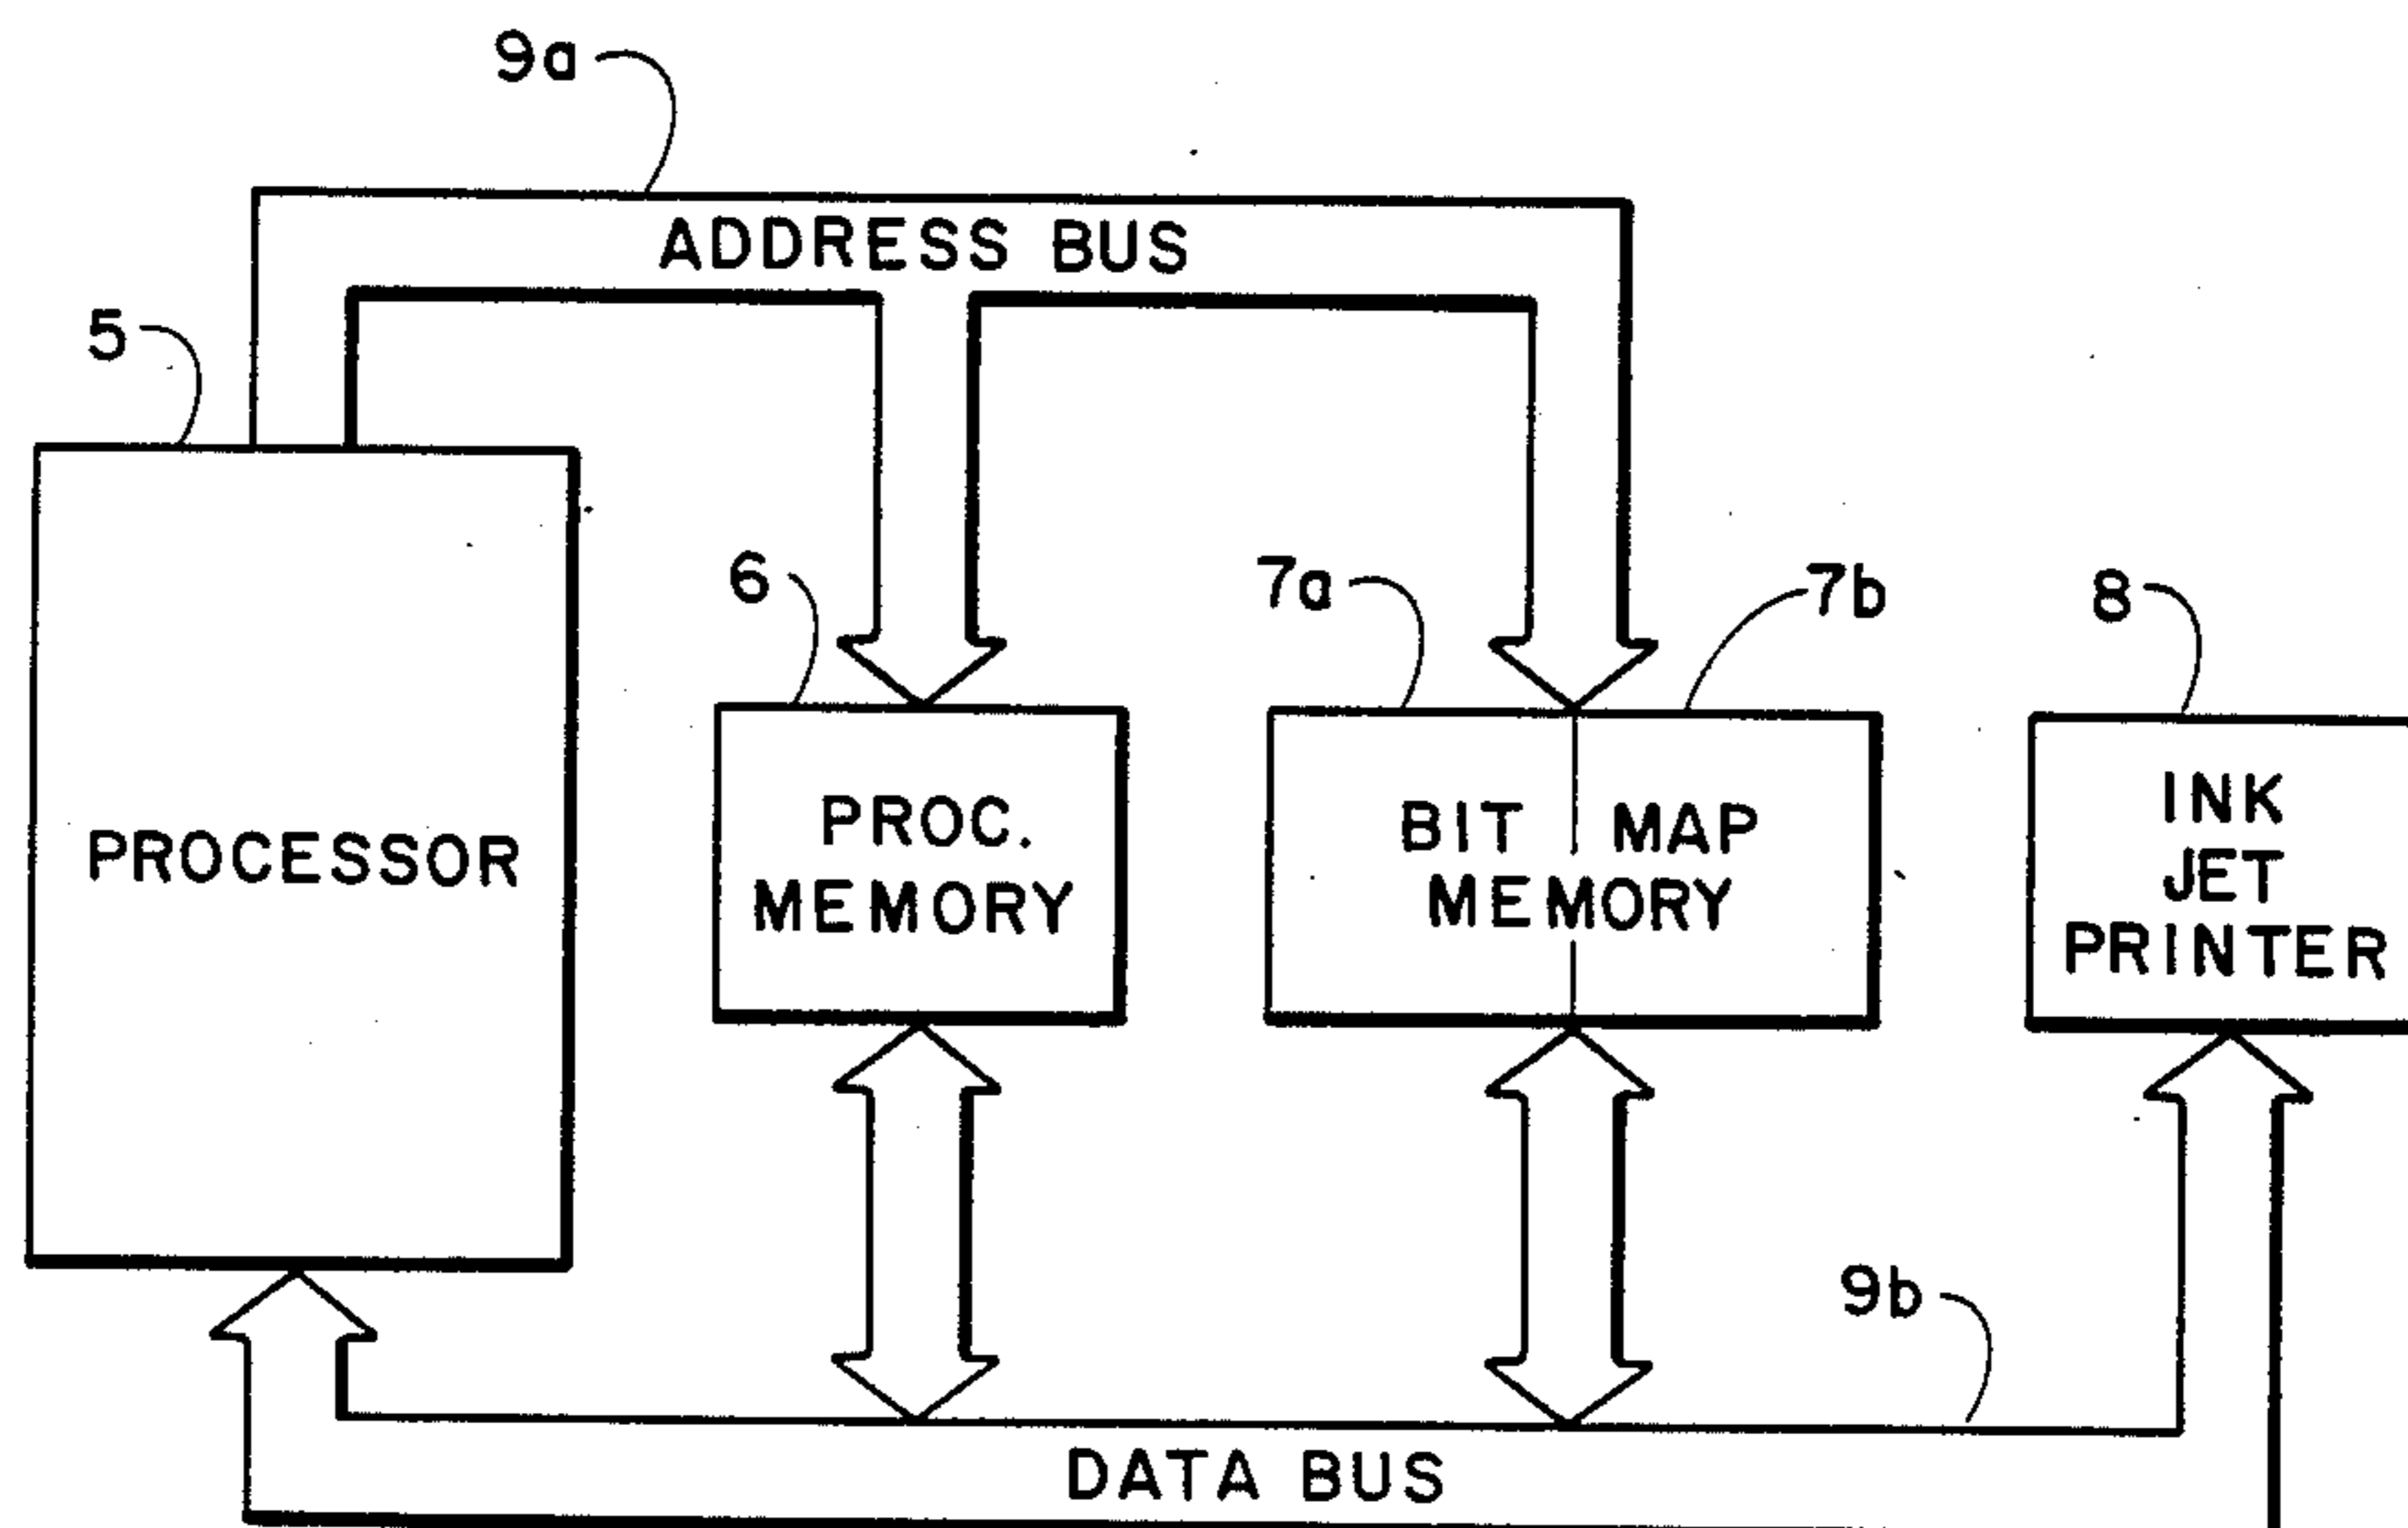 9a
ADDRESS BUS
5
6
7a
7b
8
PROCESSOR
PROC.
MEMORY
BIT MAP
MEMORY
INK
JET
PRINTER
9b
DATA BUS